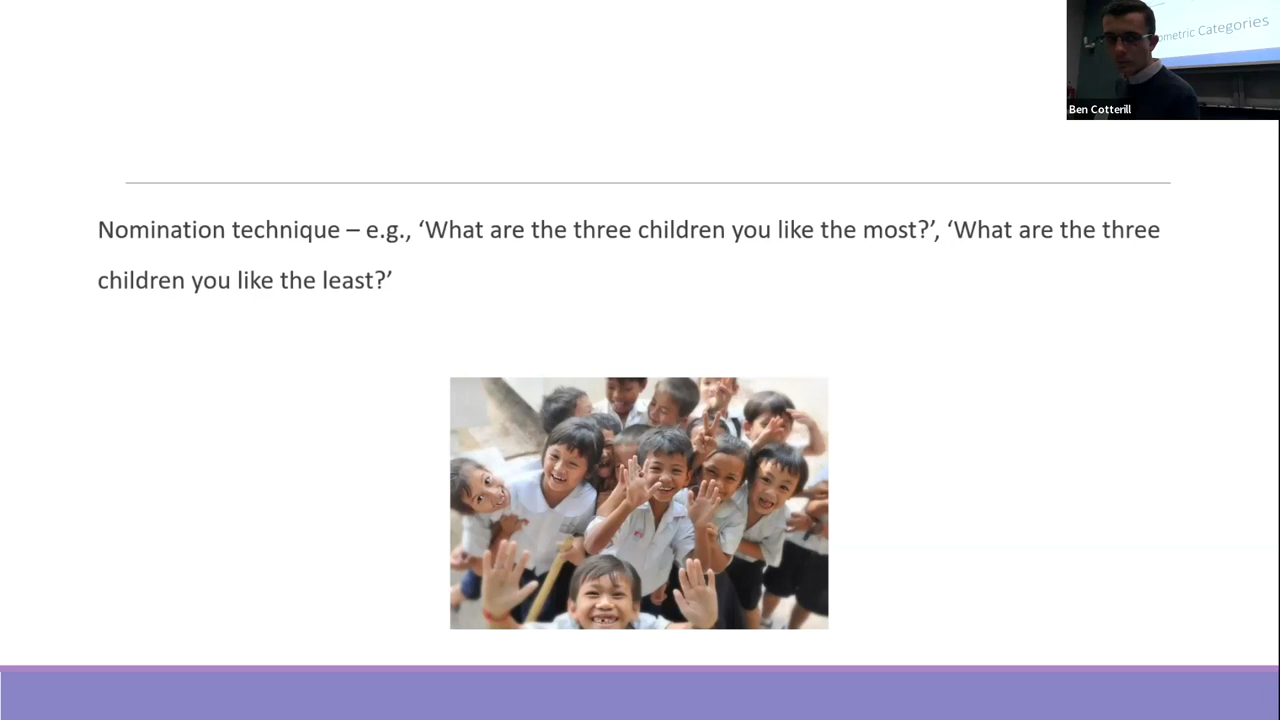 ometric Categories
Ben Cotterill
Nomination technique – e.g., ‘What are the three children you like the most?’, ‘What are the three
children you like the least?’